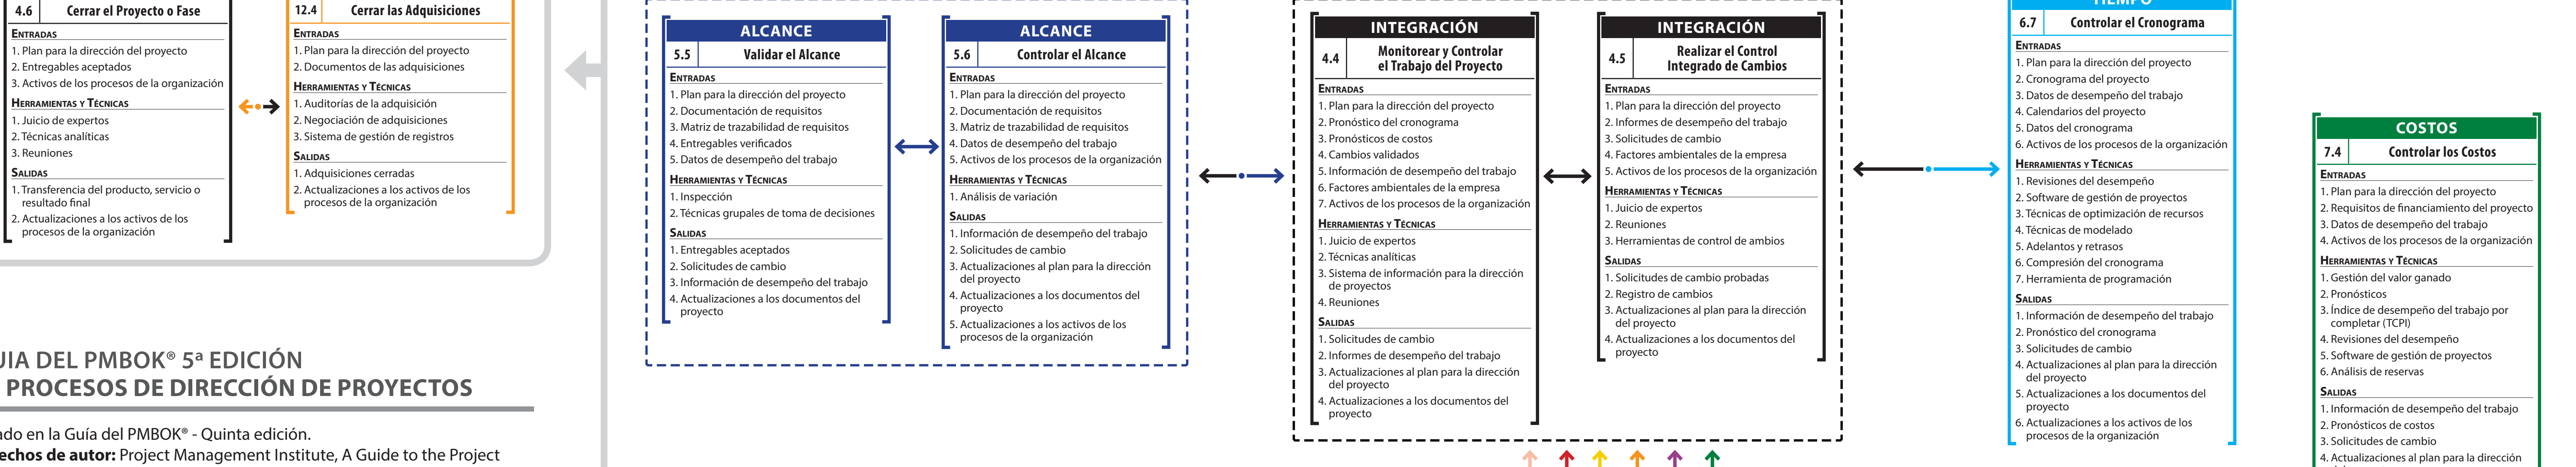 4.6 Cerrar el Proyecto o Fase
ENTRADAS
1. Plan para la dirección del proyecto
2. Entregables aceptados
3. Activos de los procesos de la organización
HERRAMIENTAS Y TÉCNICAS
1. Juicio de expertos
2. Técnicas analíticas
3. Reuniones
SALIDAS
1. Transferencia del producto, servicio o
resultado final
2. Actualizaciones a los activos de los
procesos de la organización
12.4 Cerrar las Adquisiciones
ENTRADAS
1. Plan para la dirección del proyecto
2. Documentos de las adquisiciones
HERRAMIENTAS Y TÉCNICAS
1. Auditorías de la adquisición
2. Negociación de adquisiciones
3. Sistema de gestión de registros
SALIDAS
1. Adquisiciones cerradas
2. Actualizaciones a los activos de los
procesos de la organización
UIA DEL PMBOK® 5ª EDICIÓN
PROCESOS DE DIRECCIÓN DE PROYECTOS
ado en la Guía del PMBOK® - Quinta edición.
echos de autor: Project Management Institute, A Guide to the Project
ALCANCE
5.5 Validar el Alcance
ENTRADAS
1. Plan para la dirección del proyecto
2. Documentación de requisitos
3. Matriz de trazabilidad de requisitos
4. Entregables verificados
5. Datos de desempeño del trabajo
HERRAMIENTAS Y TÉCNICAS
1. Inspección
2. Técnicas grupales de toma de decisiones
SALIDAS
1. Entregables aceptados
2. Solicitudes de cambio
3. Información de desempeño del trabajo
4. Actualizaciones a los documentos del
proyecto
ALCANCE
5.6 Controlar el Alcance
ENTRADAS
1. Plan para la dirección del proyecto
2. Documentación de requisitos
3. Matriz de trazabilidad de requisitos
4. Datos de desempeño del trabajo
5. Activos de los procesos de la organización
HERRAMIENTAS Y TÉCNICAS
1. Análisis de variación
SALIDAS
1. Información de desempeño del trabajo
2. Solicitudes de cambio
3. Actualizaciones al plan para la dirección
del proyecto
4. Actualizaciones a los documentos del
proyecto
5. Actualizaciones a los activos de los
procesos de la organización
INTEGRACIÓN
4.4 Monitorear y Controlar
el Trabajo del Proyecto
ENTRADAS
1. Plan para la dirección del proyecto
2. Pronóstico del cronograma
3. Pronósticos de costos
4. Cambios validados
5. Información de desempeño del trabajo
6. Factores ambientales de la empresa
7. Activos de los procesos de la organización
HERRAMIENTAS Y TÉCNICAS
1. Juicio de expertos
2. Técnicas analíticas
3. Sistema de información para la dirección
de proyectos
4. Reuniones
SALIDAS
1. Solicitudes de cambio
2. Informes de desempeño del trabajo
3. Actualizaciones al plan para la dirección
del proyecto
4. Actualizaciones a los documentos del
proyecto
INTEGRACIÓN
4.5 Realizar el Control
Integrado de Cambios
ENTRADAS
1. Plan para la dirección del proyecto
2. Informes de desempeño del trabajo
3. Solicitudes de cambio
4. Factores ambientales de la empresa
5. Activos de los procesos de la organización
HERRAMIENTAS Y TÉCNICAS
1. Juicio de expertos
2. Reuniones
3. Herramientas de control de ambios
SALIDAS
1. Solicitudes de cambio probadas
2. Registro de cambios
3. Actualizaciones al plan para la dirección
del proyecto
4. Actualizaciones a los documentos del
proyecto
TIEMPO
6.7 Controlar el Cronograma
ENTRADAS
1. Plan para la dirección del proyecto
2. Cronograma del proyecto
3. Datos de desempeño del trabajo
4. Calendarios del proyecto
5. Datos del cronograma
6. Activos de los procesos de la organización
HERRAMIENTAS Y TÉCNICAS
1. Revisiones del desempeño
2. Software de gestión de proyectos
3. Técnicas de optimización de recursos
4. Técnicas de modelado
5. Adelantos y retrasos
6. Compresión del cronograma
7. Herramienta de programación
SALIDAS
1. Información de desempeño del trabajo
2. Pronóstico del cronograma
3. Solicitudes de cambio
4. Actualizaciones al plan para la dirección
del proyecto
5. Actualizaciones a los documentos del
proyecto
6. Actualizaciones a los activos de los
procesos de la organización
COSTOS
7.4 Controlar los Costos
ENTRADAS
1. Plan para la dirección del proyecto
2. Requisitos de financiamiento del proyecto
3. Datos de desempeño del trabajo
4. Activos de los procesos de la organización
HERRAMIENTAS Y TÉCNICAS
1. Gestión del valor ganado
2. Pronósticos
3. Índice de desempeño del trabajo por
completar (TCPI)
4. Revisiones del desempeño
5. Software de gestión de proyectos
6. Análisis de reservas
SALIDAS
1. Información de desempeño del trabajo
2. Pronósticos de costos
3. Solicitudes de cambio
4. Actualizaciones al plan para la dirección